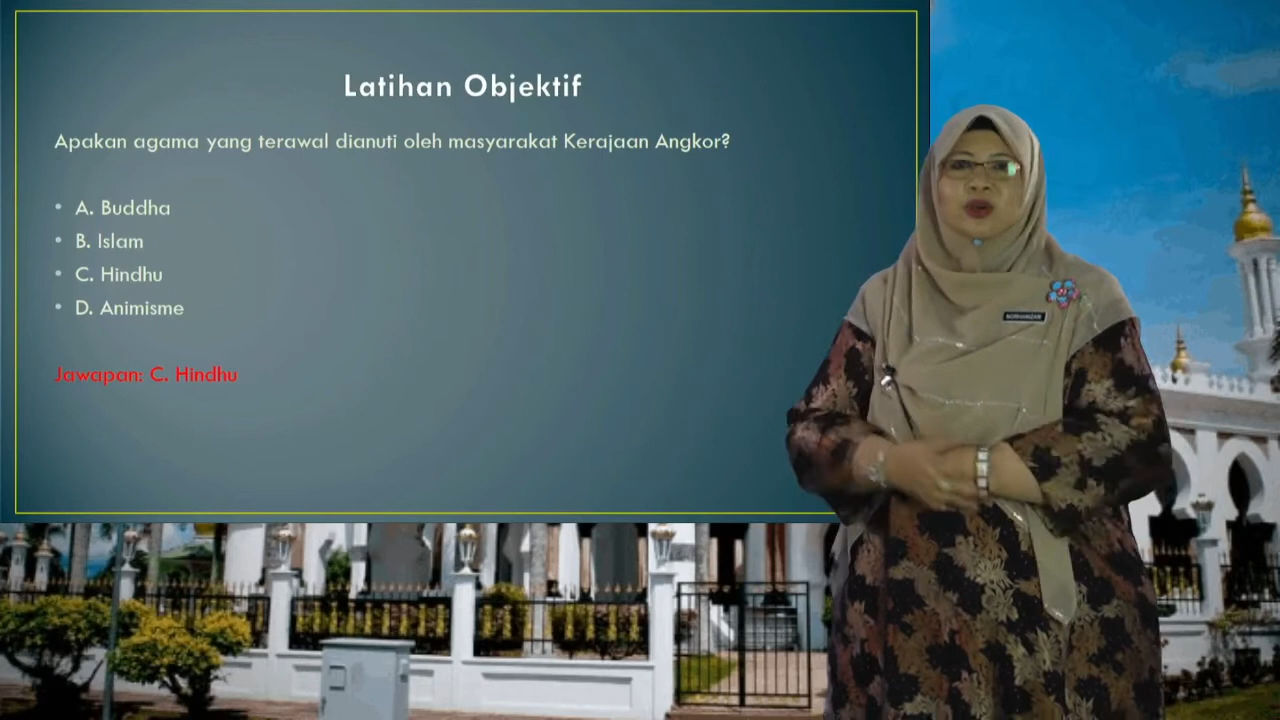 Latihan Objektif
Apakan agama yang terawal dianuti oleh masyarakat Kerajaan Angkor?
• A. Buddha
• B. Islam
• C. Hindhu
• D. Animisme
Jawapan: C. Hindhu